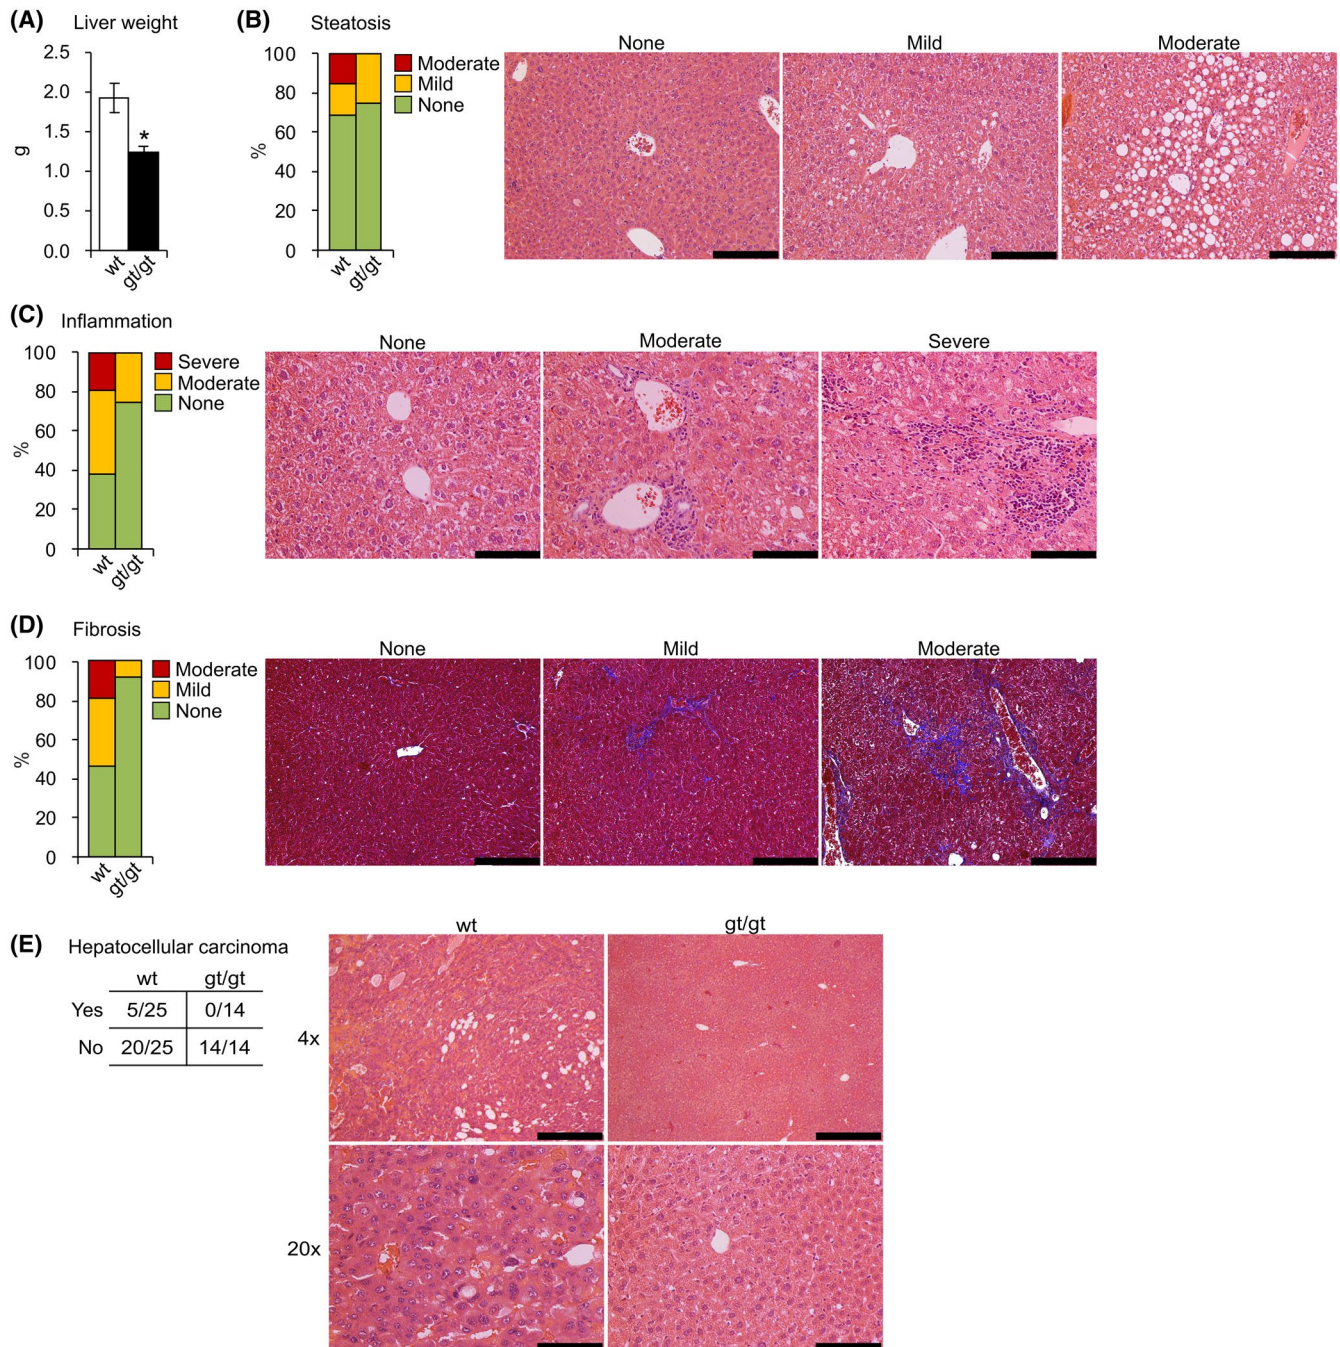 (A) Liver weight
g
2.5
2.0
1.5
1.0
0.5
0.0
*
wt
gt/gt
(B) Steatosis
%
100
80
60
40
20
0
wt
gt/gt
Moderate
Mild
None
None
Mild
Moderate
(C) Inflammation
%
100
80
60
40
20
0
wt
gt/gt
Severe
Moderate
None
None
Moderate
Severe
(D) Fibrosis
%
100
80
60
40
20
0
wt
gt/gt
Moderate
Mild
None
None
Mild
Moderate
(E) Hepatocellular carcinoma
wt gt/gt
Yes 5/25 0/14
No 20/25 14/14
wt
gt/gt
4x
20x